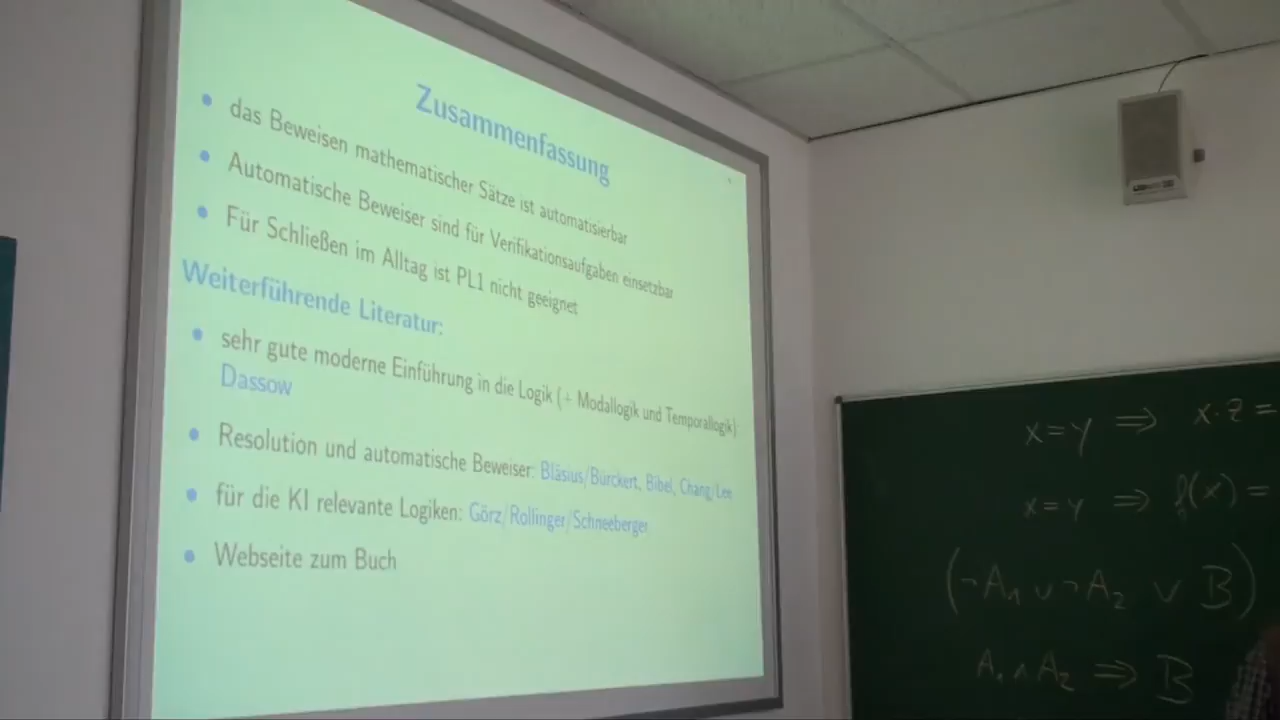 Zusammenfassung
• das Beweisen mathematischer Sätze ist automatisierbar
• Automatische Beweiser sind für Verifikationsaufgaben einsetzbar
• Für Schließen im Alltag ist PL1 nicht geeignet
Weiterführende Literatur:
• sehr gute moderne Einführung in die Logik (+ Modallogik und Temporallogik):
Dassow
• Resolution und automatische Beweiser: Bläsius/Bürckert, Bibel, Chang/Lee
• für die KI relevante Logiken: Görz/Rollinger/Schneeberger
• Webseite zum Buch
x=y ⇒ x·z =
x=y ⇒ f(x) =
(¬A₁ ∨ ¬A₂ ∨ B)
A₁ ∧ A₂ ⇒ B